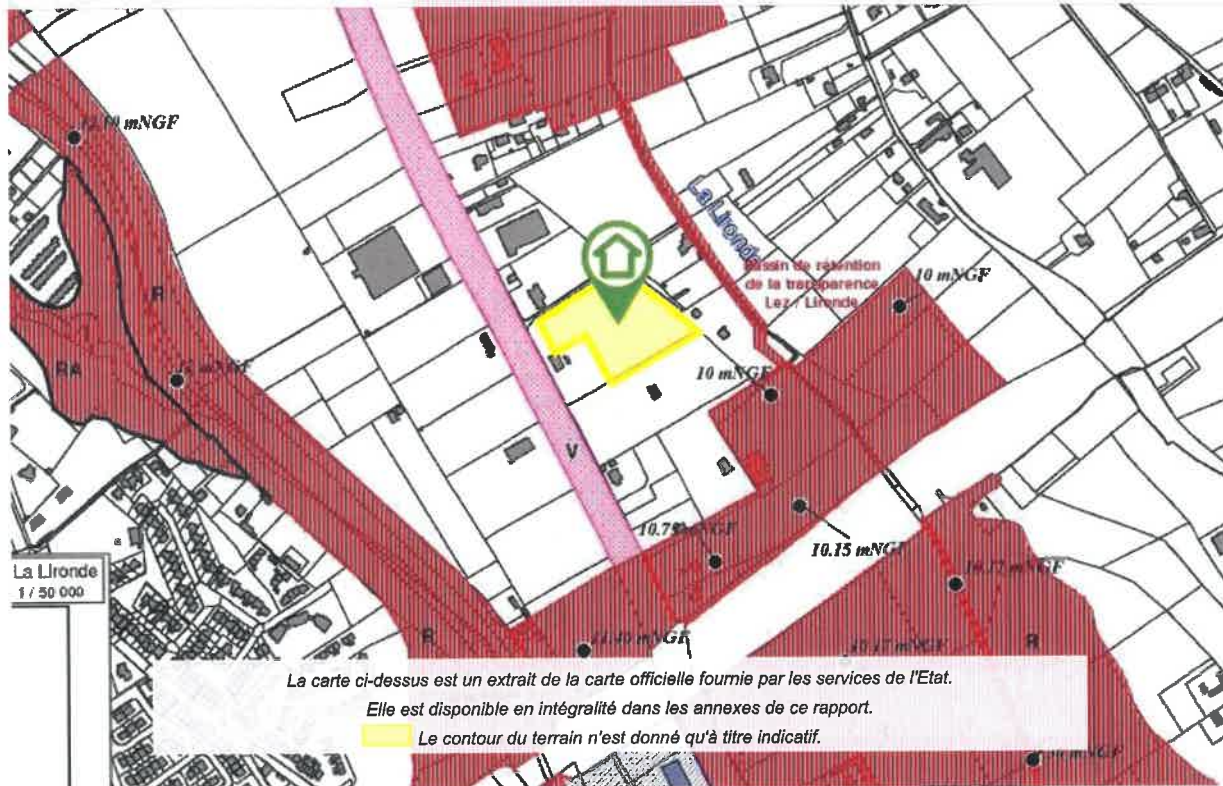 10 mNGF
La Lironde
Bassin de rétention
de la transparence
Lez / Lironde
10 mNGF
R
RA
V
10.15 mNGF
La Lironde
1 / 50 000
R
R
La carte ci-dessus est un extrait de la carte officielle fournie par les services de l'Etat.
Elle est disponible en intégralité dans les annexes de ce rapport.
Le contour du terrain n'est donné qu'à titre indicatif.